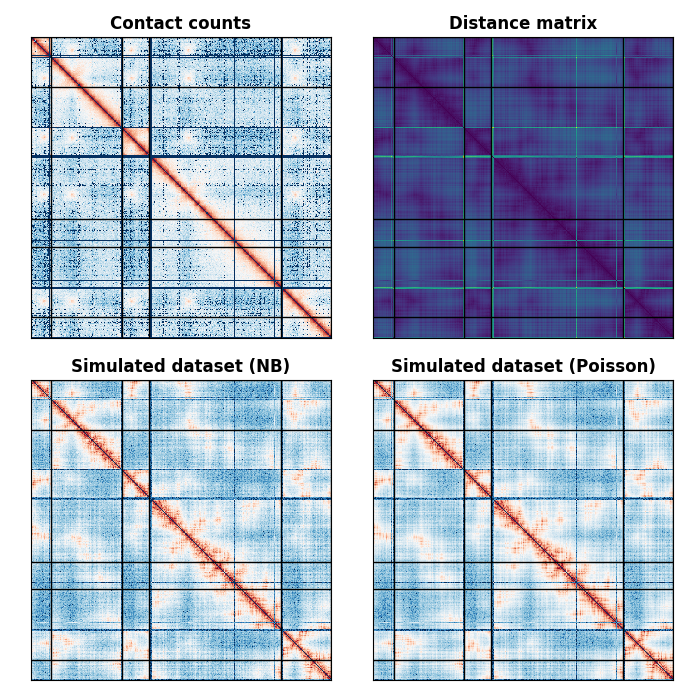 Contact counts
Distance matrix
Simulated dataset (NB)
Simulated dataset (Poisson)